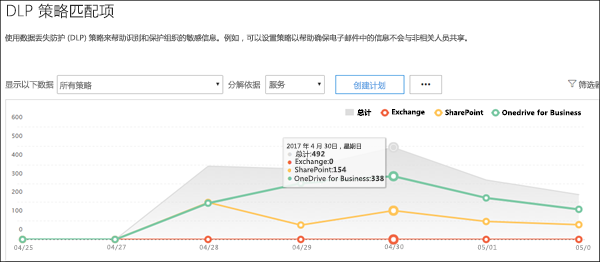 DLP 策略匹配项
使用数据丢失防护 (DLP) 策略来帮助识别和保护组织的敏感信息。例如，可以设置策略以帮助确保电子邮件中的信息不会与非相关人员共享。
显示以下数据 所有策略 分解依据 服务 创建计划 ••• 筛选
总计 Exchange SharePoint Onedrive for Business
600
500
400
300
200
100
0
2017 年 4 月 30日，星期日
总计:492
Exchange:0
SharePoint:154
OneDrive for Business:338
04/25 04/27 04/28 04/29 04/30 05/01 05/0